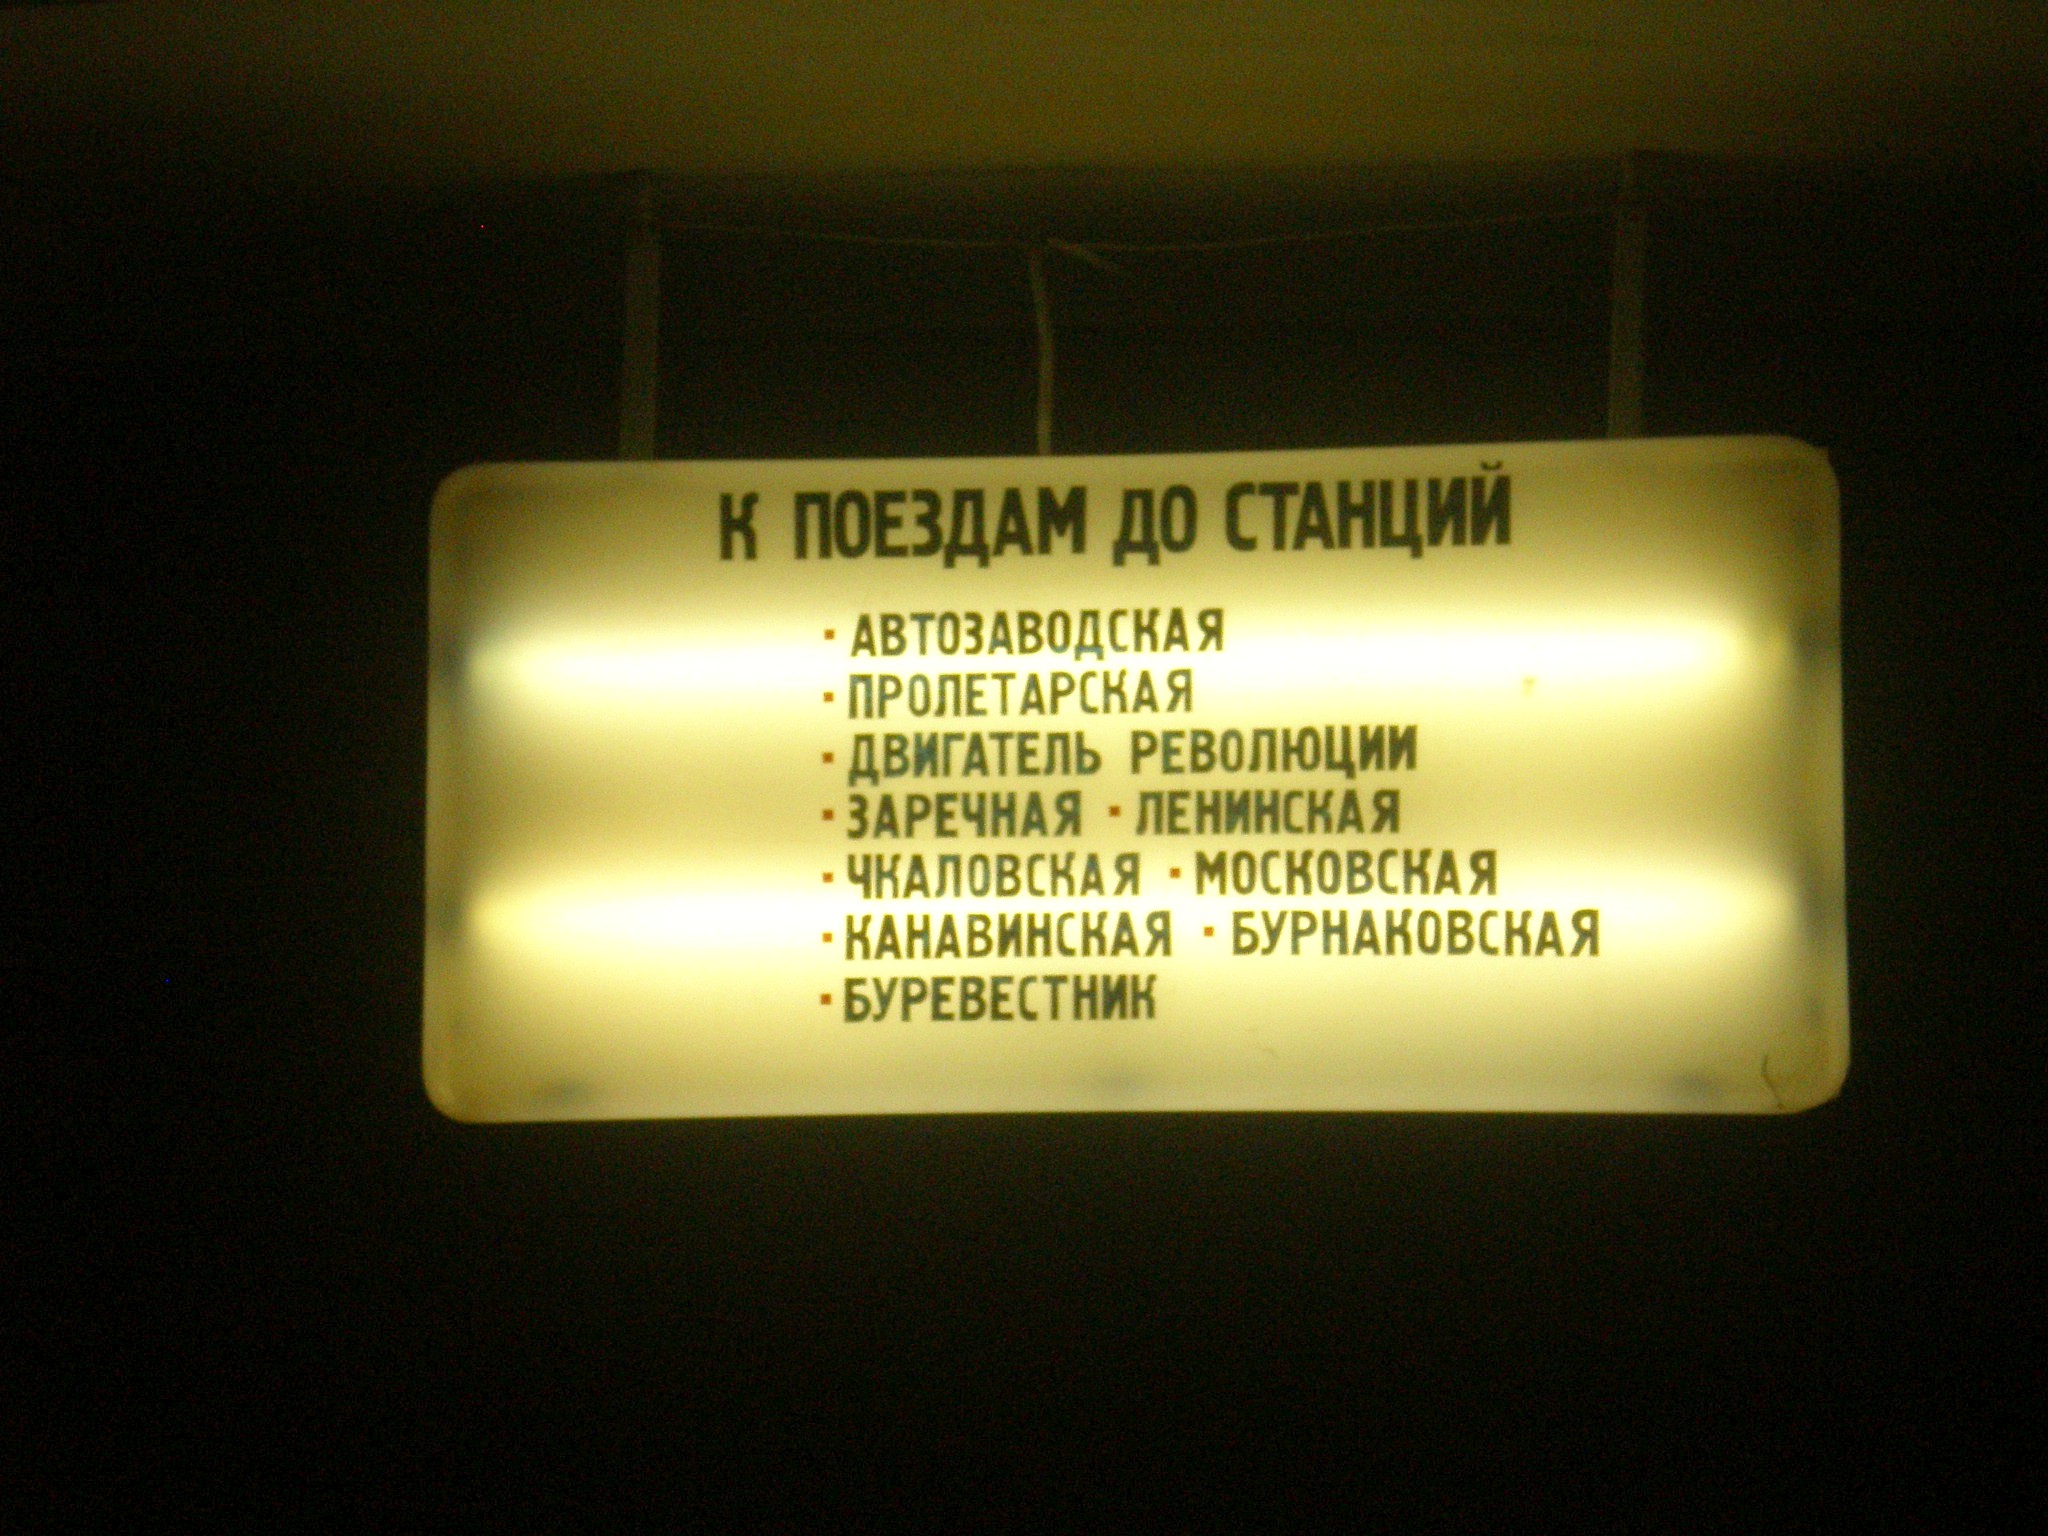 К ПОЕЗДАМ ДО СТАНЦИЙ
· АВТОЗАВОДСКАЯ
· ПРОЛЕТАРСКАЯ
· ДВИГАТЕЛЬ РЕВОЛЮЦИИ
· ЗАРЕЧНАЯ · ЛЕНИНСКАЯ
· ЧКАЛОВСКАЯ · МОСКОВСКАЯ
· КАНАВИНСКАЯ · БУРНАКОВСКАЯ
· БУРЕВЕСТНИК